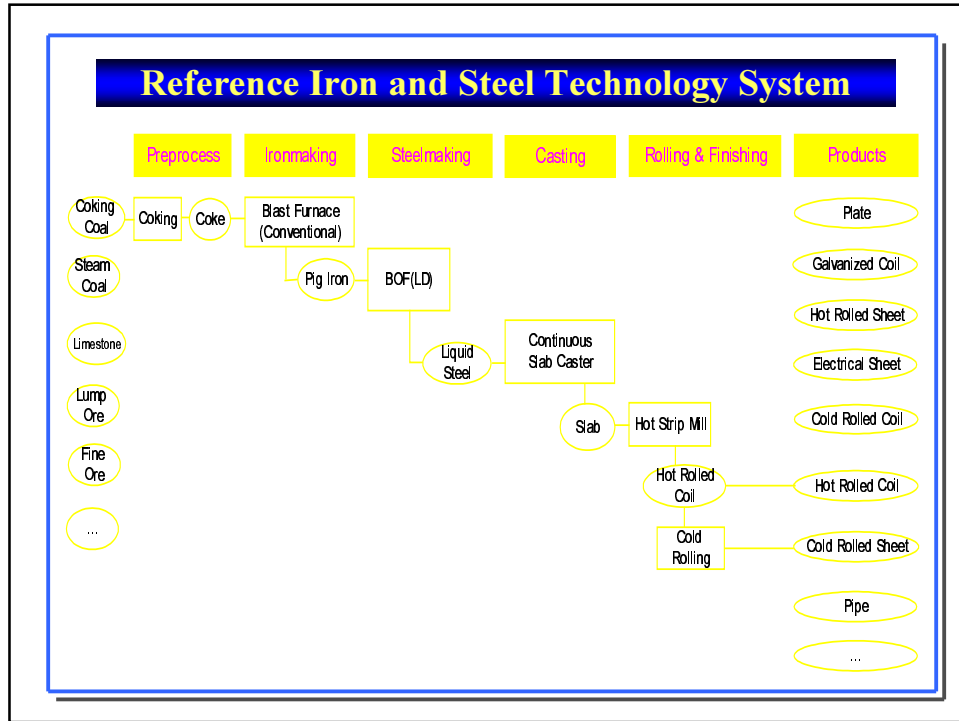 Reference Iron and Steel Technology System
Preprocess
Ironmaking
Steelmaking
Casting
Rolling & Finishing
Products
Coking
Coal
Coking
Coke
Blast Furnace
(Conventional)
Plate
Steam
Coal
Pig Iron
BOF(LD)
Galvanized Coil
Hot Rolled Sheet
Limestone
Liquid
Steel
Continuous
Slab Caster
Electrical Sheet
Lump
Ore
Slab
Hot Strip Mill
Cold Rolled Coil
Fine
Ore
Hot Rolled
Coil
Hot Rolled Coil
...
Cold
Rolling
Cold Rolled Sheet
Pipe
...